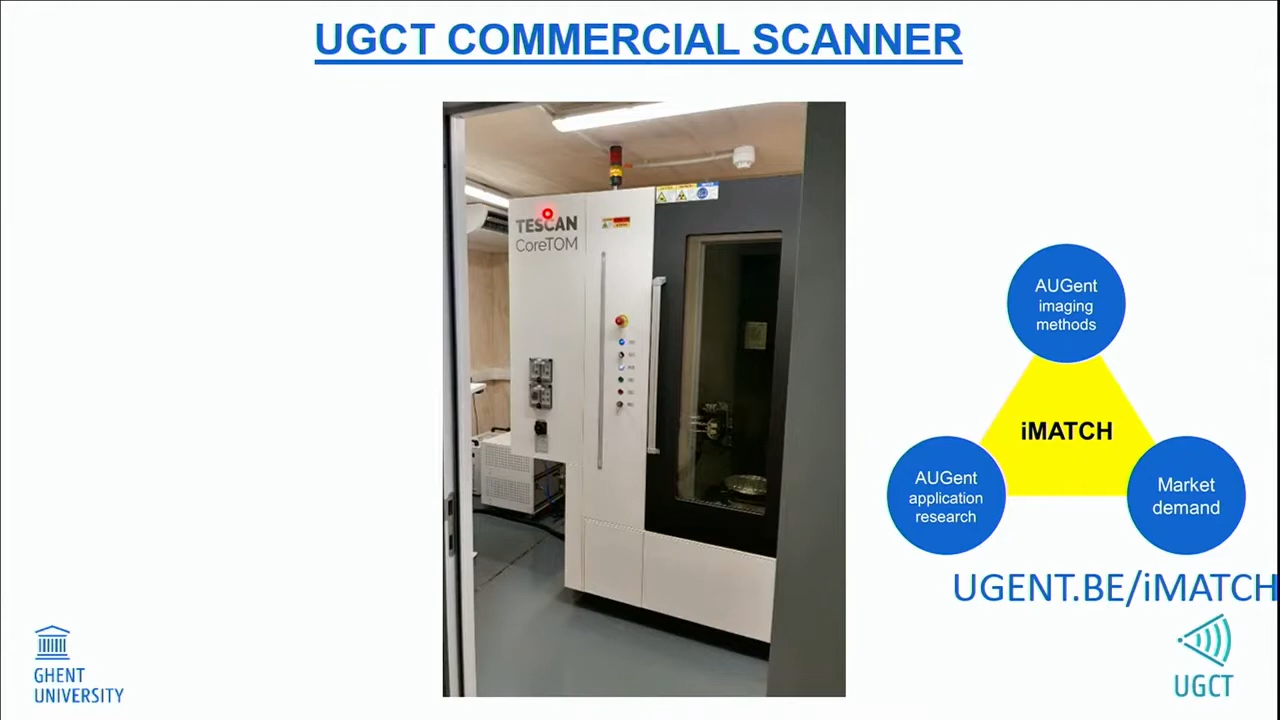 UGCT COMMERCIAL SCANNER
TESCAN
CoreTOM
AUGent
imaging
methods
iMATCH
AUGent
application
research
Market
demand
UGENT.BE/iMATCH
GHENT
UNIVERSITY
UGCT